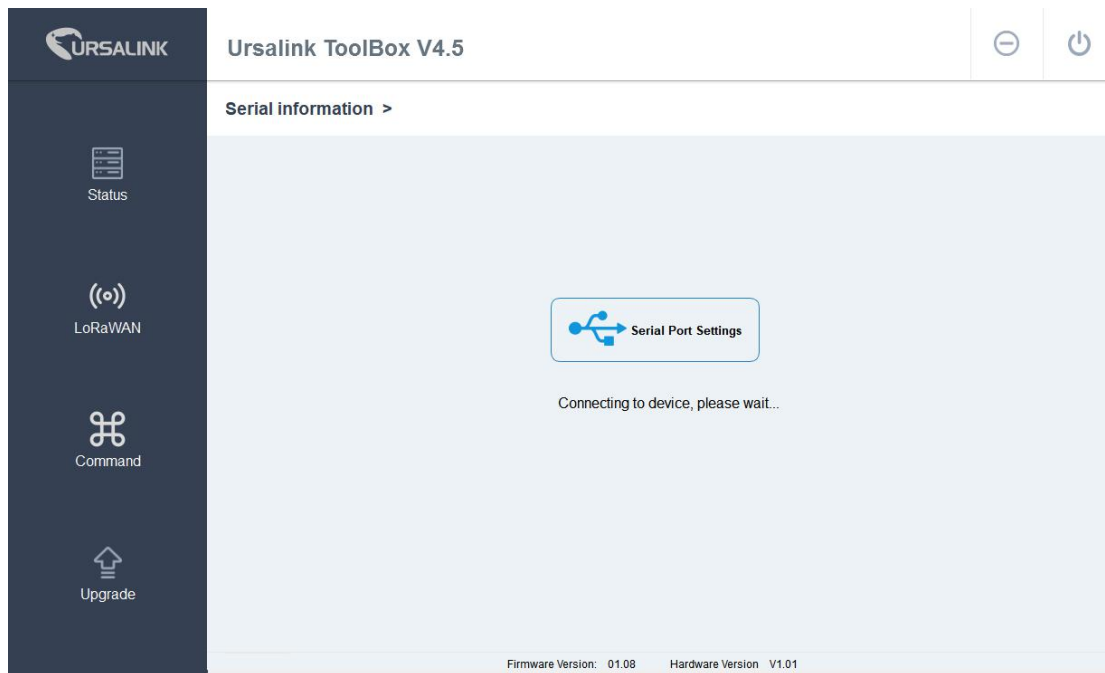 URSALINK
Ursalink ToolBox V4.5
Serial information >
Status
LoRaWAN
Command
Upgrade
Serial Port Settings
Connecting to device, please wait...
Firmware Version: 01.08 Hardware Version V1.01